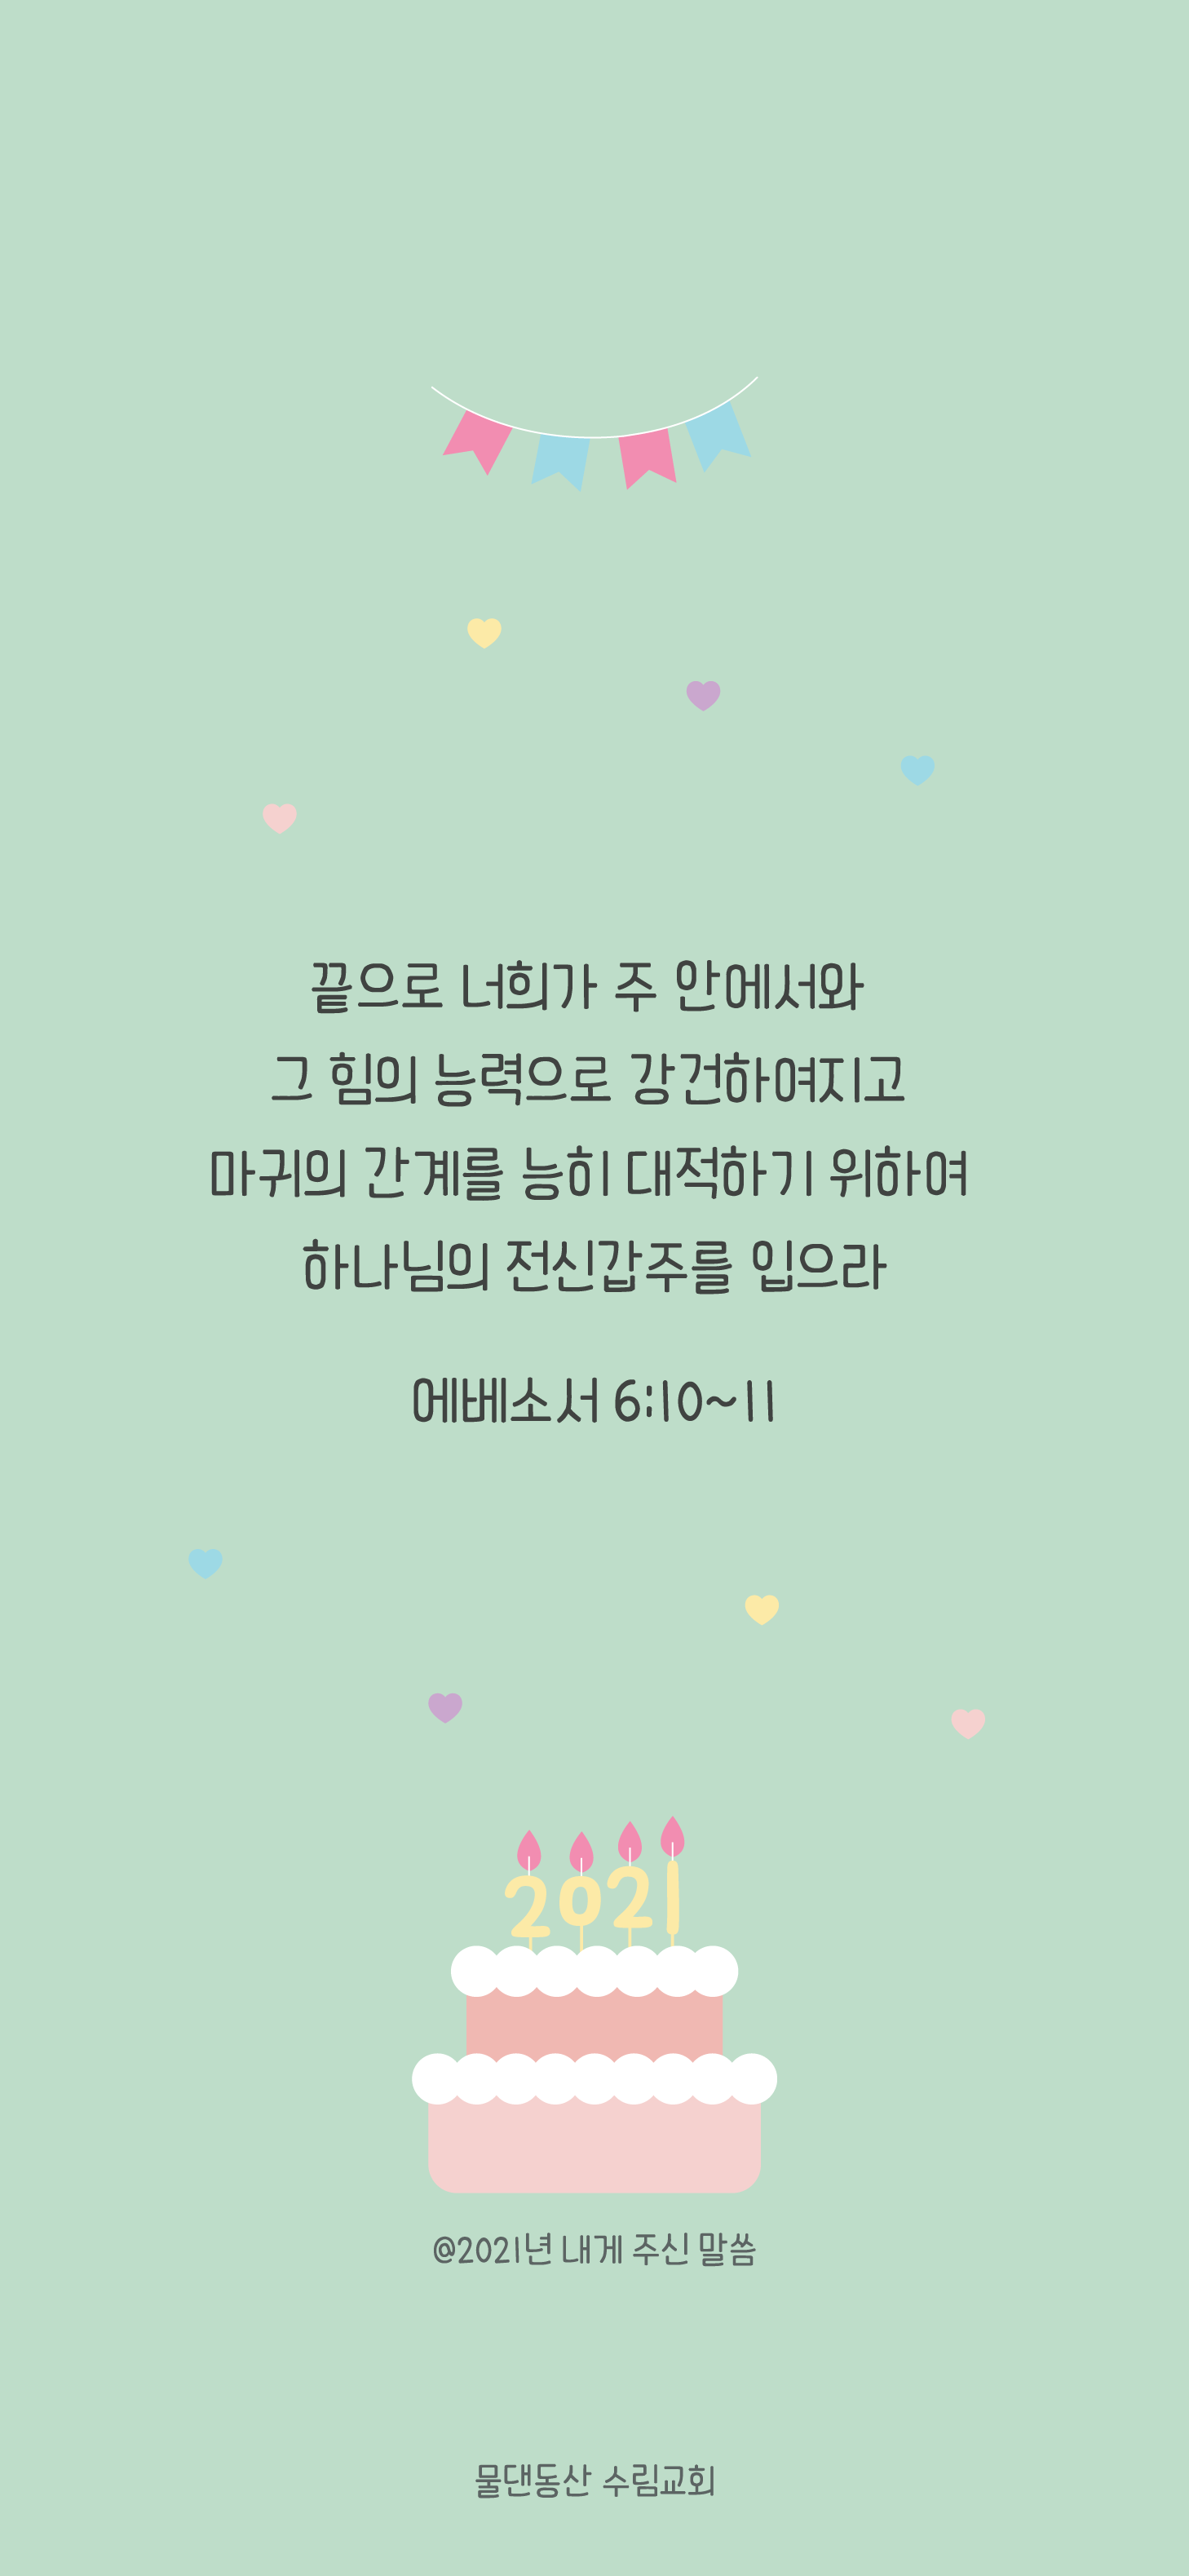 끝으로 너희가 주 안에서와
그 힘의 능력으로 강건하여지고
마귀의 간계를 능히 대적하기 위하여
하나님의 전신갑주를 입으라
에베소서 6:10~11
2021
@2021년 내게 주신 말씀
물댄동산 수림교회